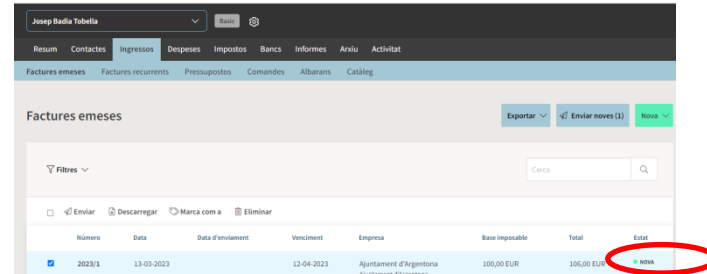 Josep Badia Tobella Basic
Resum Contactes Ingressos Despeses Impostos Bancs Informes Arxiu Activitat
Factures emeses Factures recurrents Pressupostos Comandes Albarans Catàleg
Factures emeses Exportar Enviar noves (1) Nova
Filtres Cerca
Enviar Descarregar Marca com a Eliminar
Número Data Data d'enviament Venciment Empresa Base imposable Total Estat
2023/1 13-03-2023 12-04-2023 Ajuntament d'Argentona 100,00 EUR 106,00 EUR NOVA
Ajuntament d'Argentona